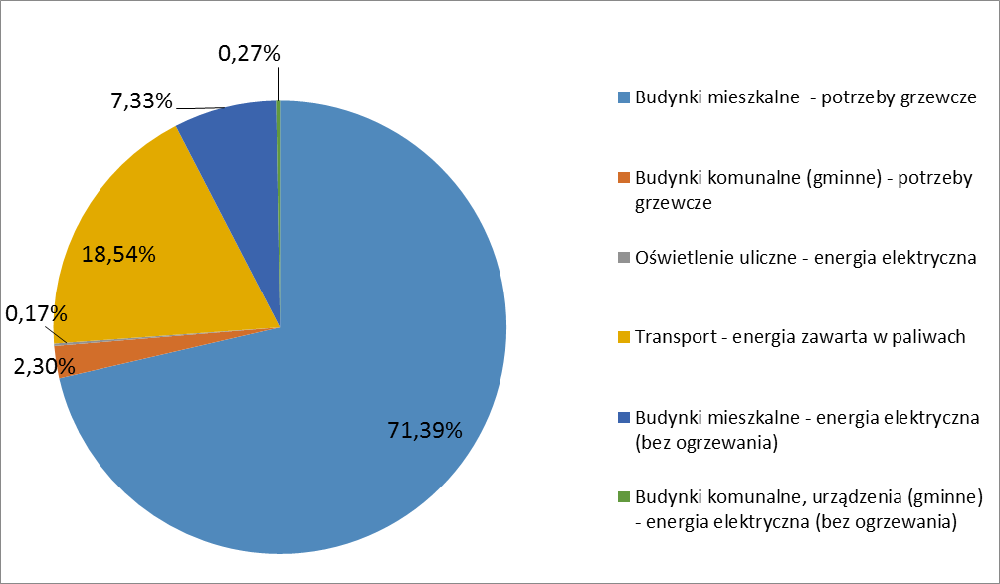 0,27%
7,33%
18,54%
0,17%
2,30%
71,39%
Budynki mieszkalne  - potrzeby grzewcze
Budynki komunalne (gminne) - potrzeby
grzewcze
Oświetlenie uliczne - energia elektryczna
Transport - energia zawarta w paliwach
Budynki mieszkalne - energia elektryczna
(bez ogrzewania)
Budynki komunalne, urządzenia (gminne)
- energia elektryczna (bez ogrzewania)